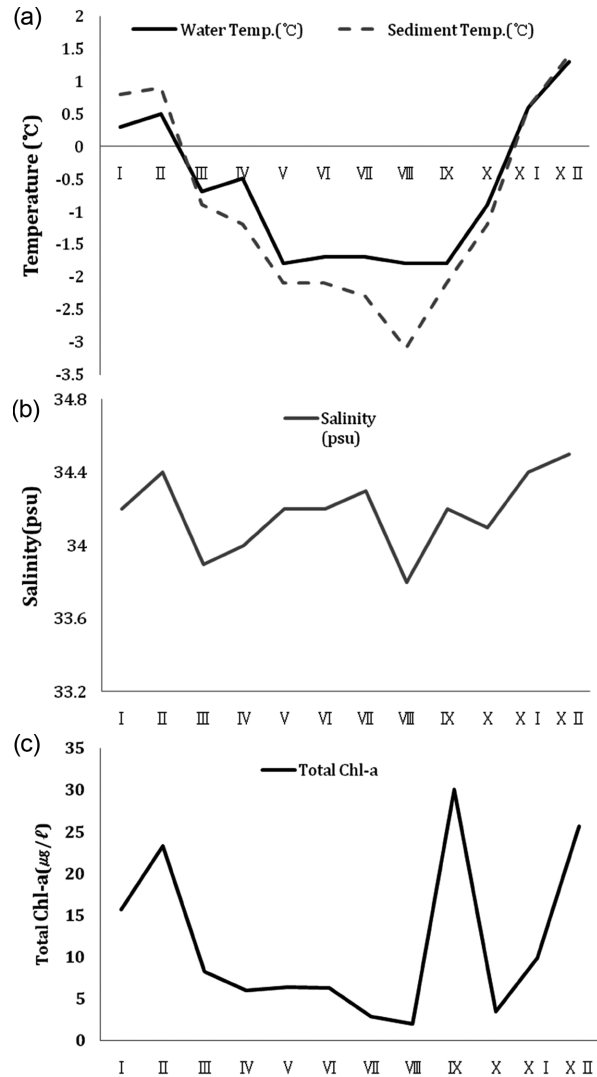 (a)
Water Temp.(℃) Sediment Temp.(℃)
Temperature (℃)
2
1.5
1
0.5
0
-0.5
-1
-1.5
-2
-2.5
-3
-3.5
I II III IV V VI VII VIII IX X X I X II
(b)
Salinity
(psu)
Salinity(psu)
34.8
34.4
34
33.6
33.2
I II III IV V VI VII VIII IX X X I X II
(c)
Total Chl-a
Total Chl-a(㎍/ℓ)
35
30
25
20
15
10
5
0
I II III IV V VI VII VIII IX X X I X II